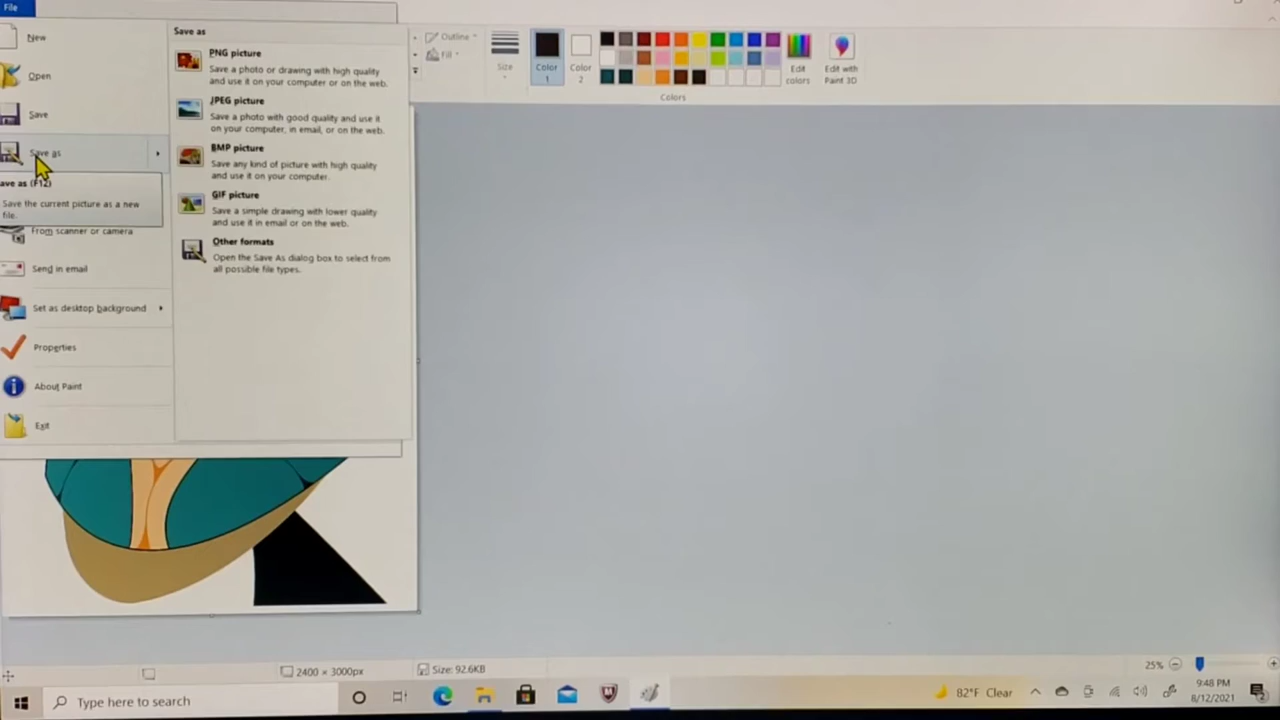 File
New
Open
Save
Save as
ave as (F12)
Save the current picture as a new
file.
From scanner or camera
Send in email
Set as desktop background
Properties
About Paint
Exit
Save as
PNG picture
Save a photo or drawing with high quality
and use it on your computer or on the web.
JPEG picture
Save a photo with good quality and use it
on your computer, in email, or on the web.
BMP picture
Save any kind of picture with high quality
and use it on your computer.
GIF picture
Save a simple drawing with lower quality
and use it in email or on the web.
Other formats
Open the Save As dialog box to select from
all possible file types.
Outline
Fill
Size
Color
1
Color
2
Edit
colors
Edit with
Paint 3D
Colors
2400 × 3000px
Size: 92.6KB
25%
Type here to search
82°F Clear
9:48 PM
8/12/2021
2